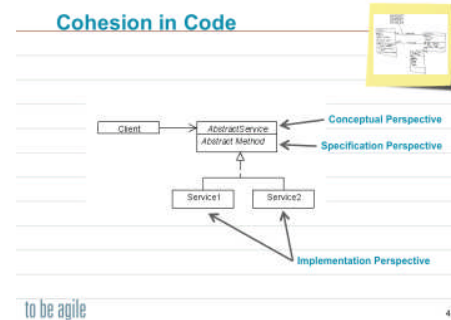 Cohesion in Code
Client
AbstractService
Abstract Method
Conceptual Perspective
Specification Perspective
Service1
Service2
Implementation Perspective
to be agile
4